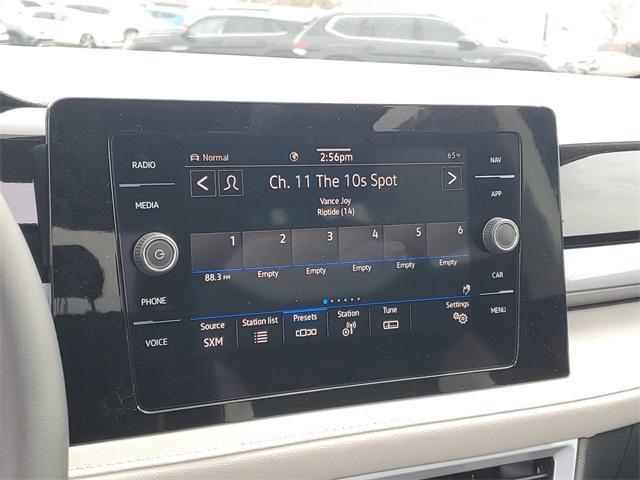 RADIO
MEDIA
PHONE
VOICE
Normal
2:56pm
65°F
Ch. 11 The 10s Spot
Vance Joy
Riptide (14)
1 2 3 4 5 6
88.3 FM Empty Empty Empty Empty Empty
Source Station list Presets Station Tune Settings
SXM
NAV
APP
CAR
MENU